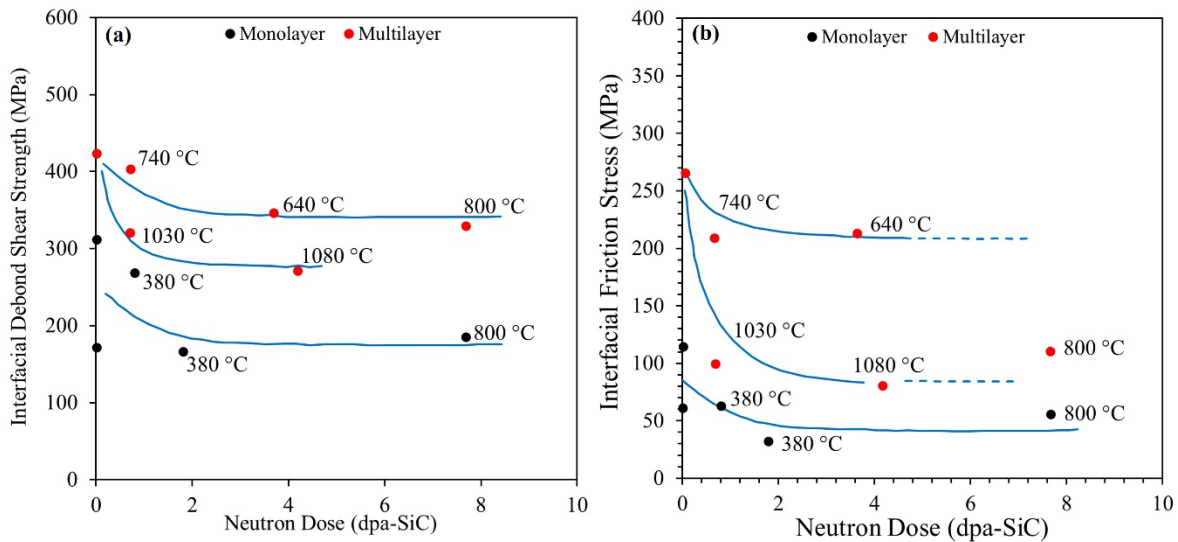 (a)
Monolayer
Multilayer
600
500
400
300
200
100
0
0
2
4
6
8
10
Interfacial Debond Shear Strength (MPa)
Neutron Dose (dpa-SiC)
740 °C
640 °C
800 °C
1030 °C
1080 °C
380 °C
380 °C
800 °C
(b)
Monolayer
Multilayer
400
350
300
250
200
150
100
50
0
0
2
4
6
8
10
Interfacial Friction Stress (MPa)
Neutron Dose (dpa-SiC)
740 °C
640 °C
1030 °C
1080 °C
800 °C
380 °C
380 °C
800 °C